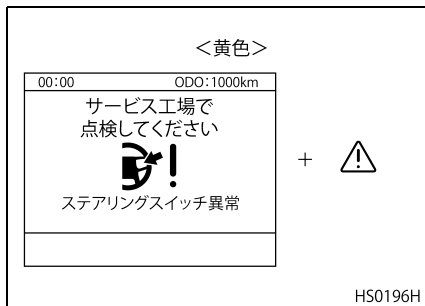 ＜黄色＞
00:00 ODO:1000km
サービス工場で
点検してください
ステアリングスイッチ異常
+
HS0196H